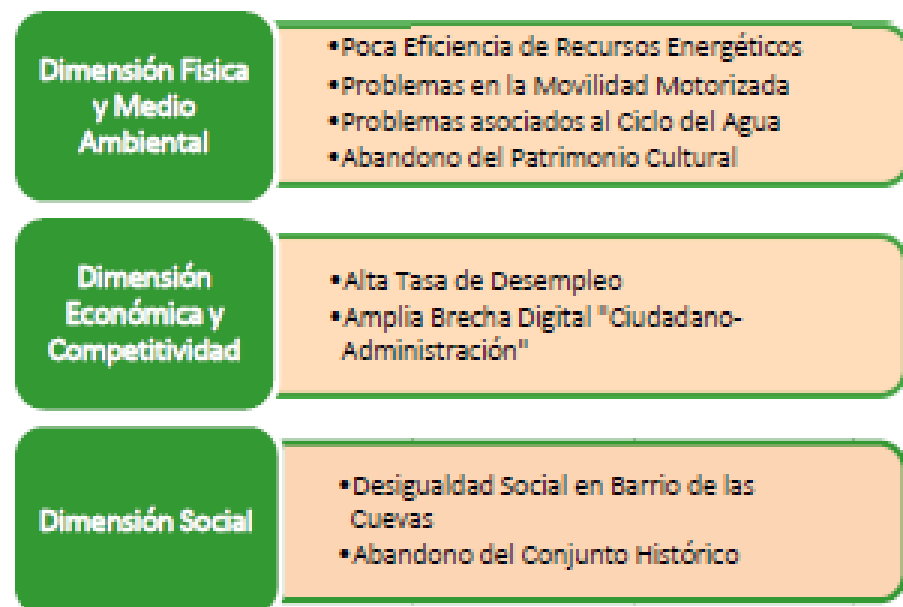 Dimensión Fisica
y Medio
Ambiental
•Poca Eficiencia de Recursos Energéticos
•Problemas en la Movilidad Motorizada
•Problemas asociados al Ciclo del Agua
•Abandono del Patrimonio Cultural
Dimensión
Económica y
Competitividad
•Alta Tasa de Desempleo
•Amplia Brecha Digital "Ciudadano-
Administración"
Dimensión Social
•Desigualdad Social en Barrio de las
Cuevas
•Abandono del Conjunto Histórico